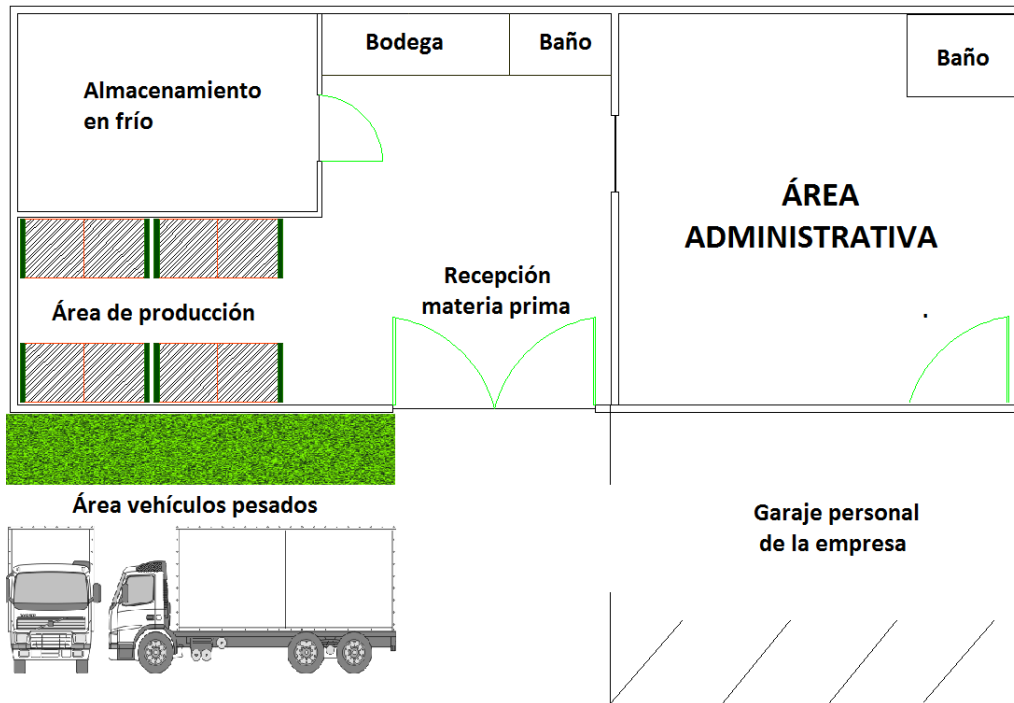 Bodega
Baño
Baño
Almacenamiento
en frío
ÁREA
ADMINISTRATIVA
Recepción
materia prima
Área de producción
Área vehículos pesados
Garaje personal
de la empresa